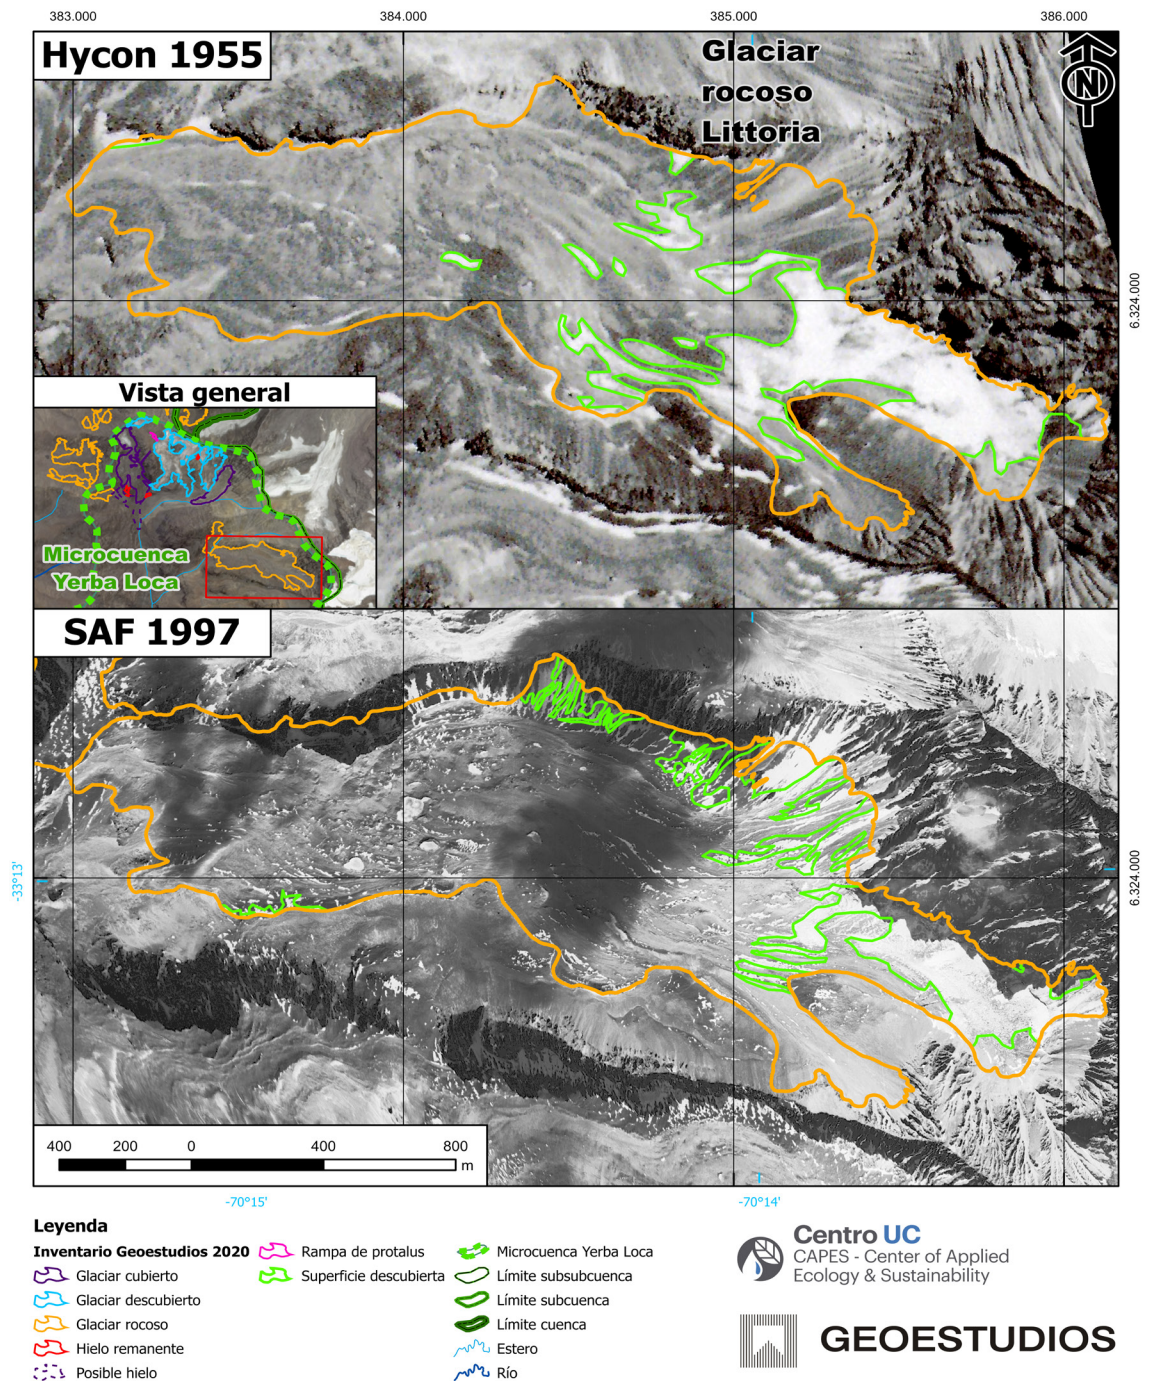 383.000 384.000 385.000 386.000
Hycon 1955
Glaciar
rocoso
Littoria
N
6.324.000
Vista general
Microcuenca
Yerba Loca
SAF 1997
-33°13'
6.324.000
400 200 0 400 800
m
-70°15' -70°14'
Leyenda
Inventario Geoestudios 2020
Glaciar cubierto
Glaciar descubierto
Glaciar rocoso
Hielo remanente
Posible hielo
Rampa de protalus
Superficie descubierta
Microcuenca Yerba Loca
Límite subsubcuenca
Límite subcuenca
Límite cuenca
Estero
Río
Centro UC
CAPES - Center of Applied
Ecology & Sustainability
GEOESTUDIOS